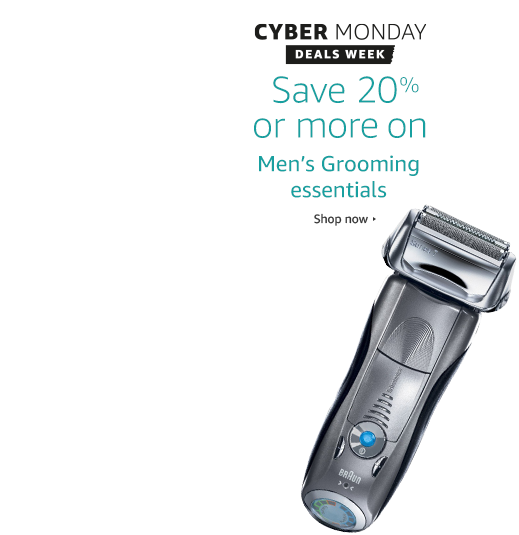 CYBER MONDAY
DEALS WEEK
Save 20%
or more on
Men's Grooming
essentials
Shop now ▸
BRAUN